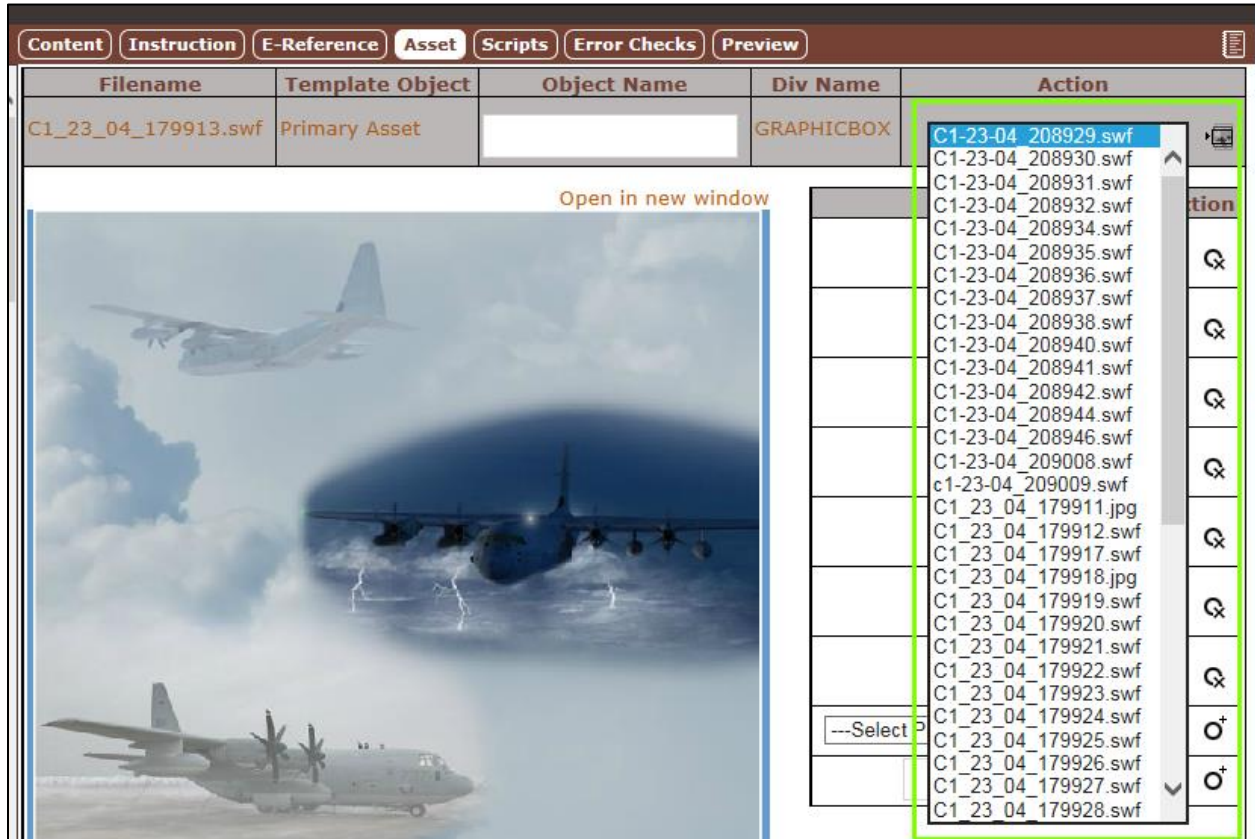 Content Instruction E-Reference Asset Scripts Error Checks Preview
Filename Template Object Object Name Div Name Action
C1_23_04_179913.swf Primary Asset GRAPHICBOX
Open in new window
tion
---Select P
C1-23-04_208929.swf
C1-23-04_208930.swf
C1-23-04_208931.swf
C1-23-04_208932.swf
C1-23-04_208934.swf
C1-23-04_208935.swf
C1-23-04_208936.swf
C1-23-04_208937.swf
C1-23-04_208938.swf
C1-23-04_208940.swf
C1-23-04_208941.swf
C1-23-04_208942.swf
C1-23-04_208944.swf
C1-23-04_208946.swf
C1-23-04_209008.swf
c1-23-04_209009.swf
C1_23_04_179911.jpg
C1_23_04_179912.swf
C1_23_04_179917.swf
C1_23_04_179918.jpg
C1_23_04_179919.swf
C1_23_04_179920.swf
C1_23_04_179921.swf
C1_23_04_179922.swf
C1_23_04_179923.swf
C1_23_04_179924.swf
C1_23_04_179925.swf
C1_23_04_179926.swf
C1_23_04_179927.swf
C1_23_04_179928.swf